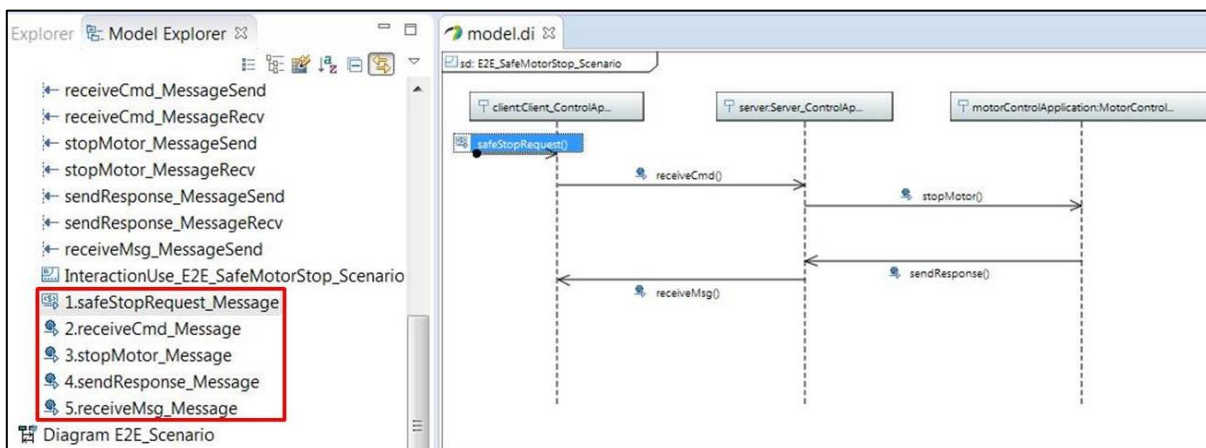 Explorer Model Explorer
receiveCmd_MessageSend
receiveCmd_MessageRecv
stopMotor_MessageSend
stopMotor_MessageRecv
sendResponse_MessageSend
sendResponse_MessageRecv
receiveMsg_MessageSend
InteractionUse_E2E_SafeMotorStop_Scenario
1.safeStopRequest_Message
2.receiveCmd_Message
3.stopMotor_Message
4.sendResponse_Message
5.receiveMsg_Message
Diagram E2E_Scenario
model.di
sd: E2E_SafeMotorStop_Scenario
client:Client_ControlAp...
server:Server_ControlAp...
motorControlApplication:MotorControl...
safeStopRequest()
receiveCmd()
stopMotor()
sendResponse()
receiveMsg()